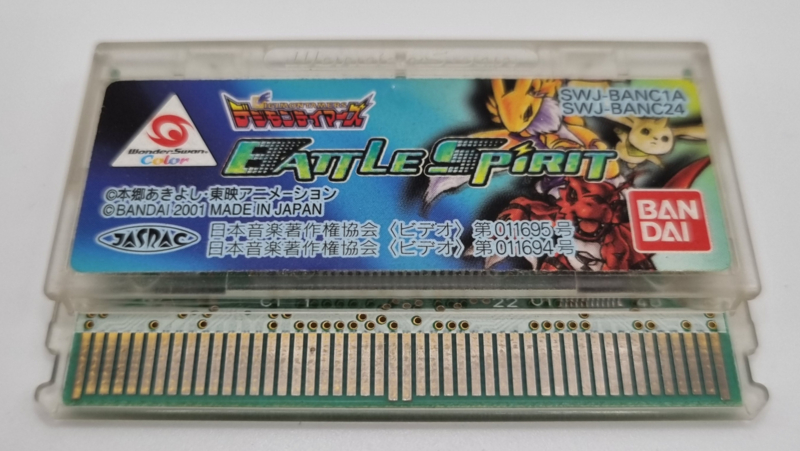 SWJ-BANC1A
SWJ-BANC24
デジモンテイマーズ
WonderSwan
Color
BATTLE SPIRIT
©本郷あきよし・東映アニメーション
©BANDAI 2001 MADE IN JAPAN
BAN
DAI
JASRAC
日本音楽著作権協会〈ビデオ〉第011695号
日本音楽著作権協会〈ビデオ〉第011694号
22
48